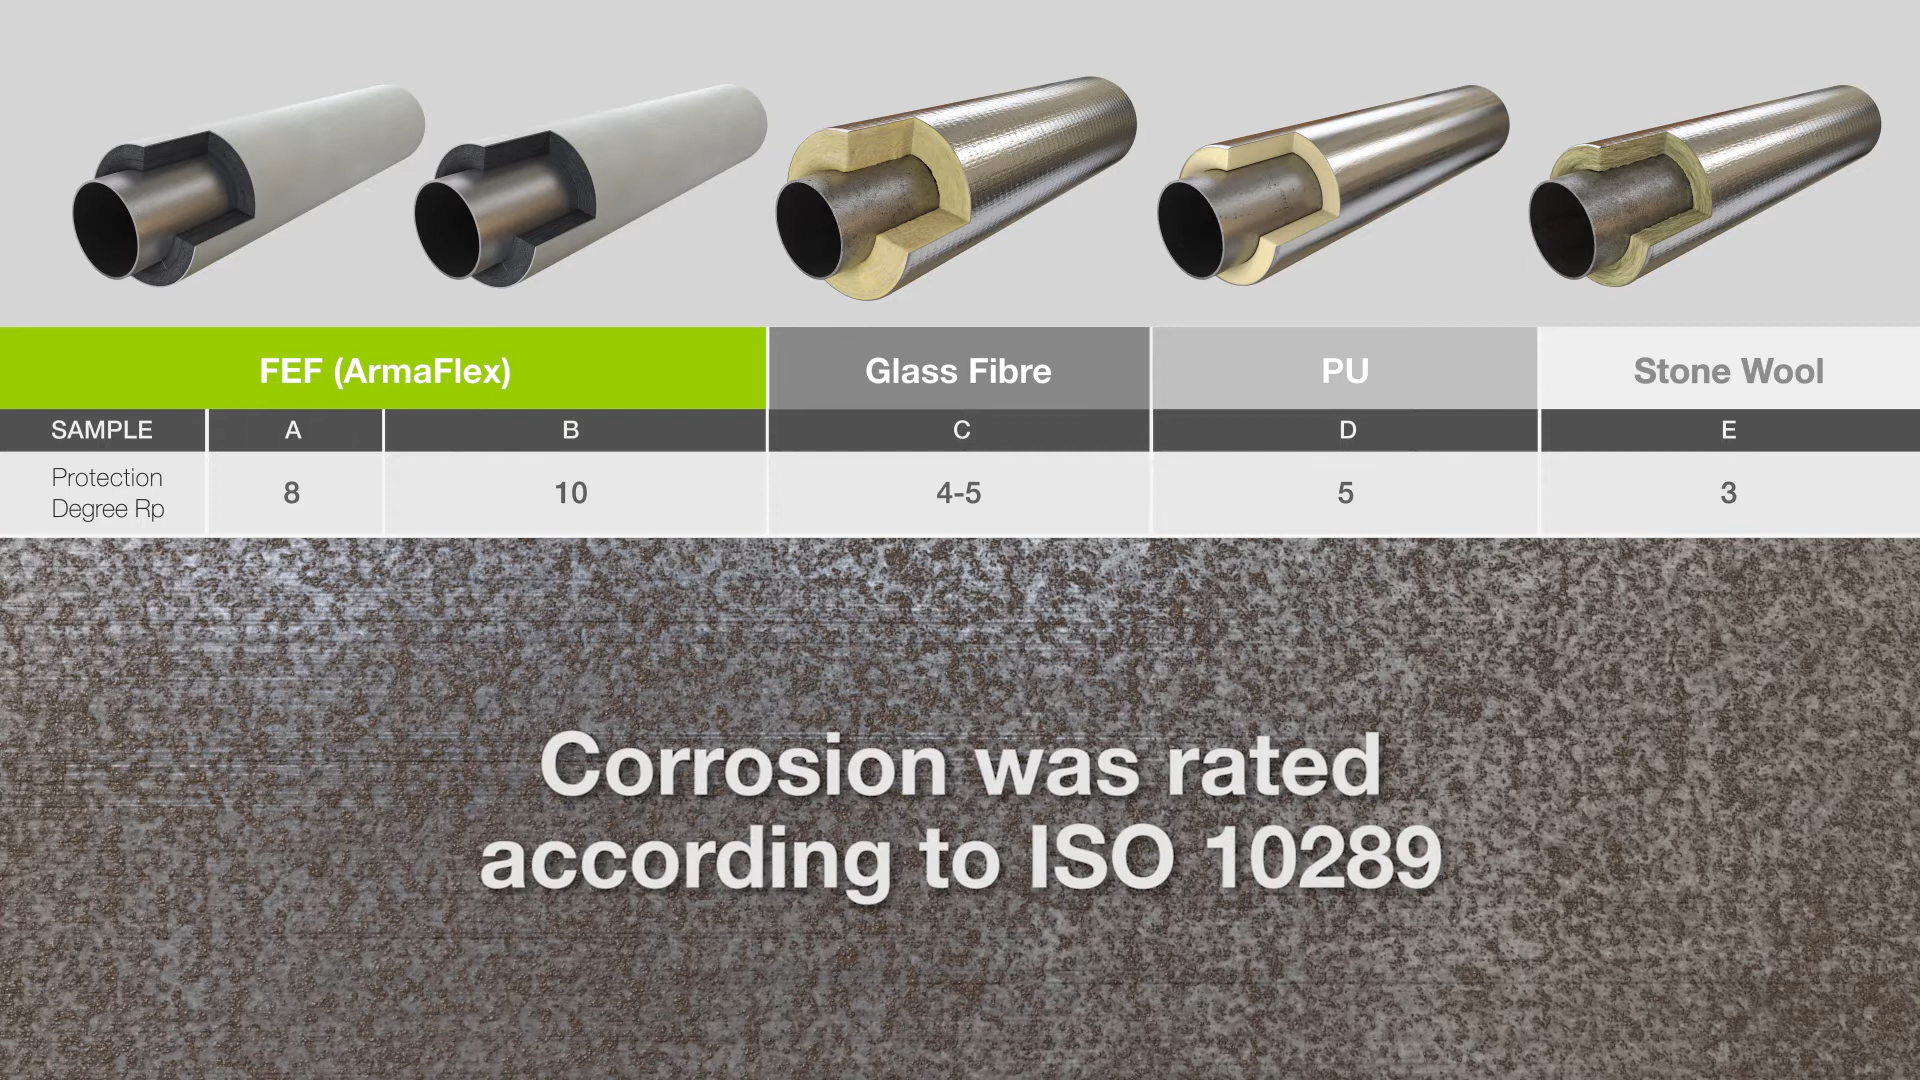 FEF (ArmaFlex) Glass Fibre PU Stone Wool
SAMPLE A B C D E
Protection
Degree Rp 8 10 4-5 5 3
Corrosion was rated
according to ISO 10289